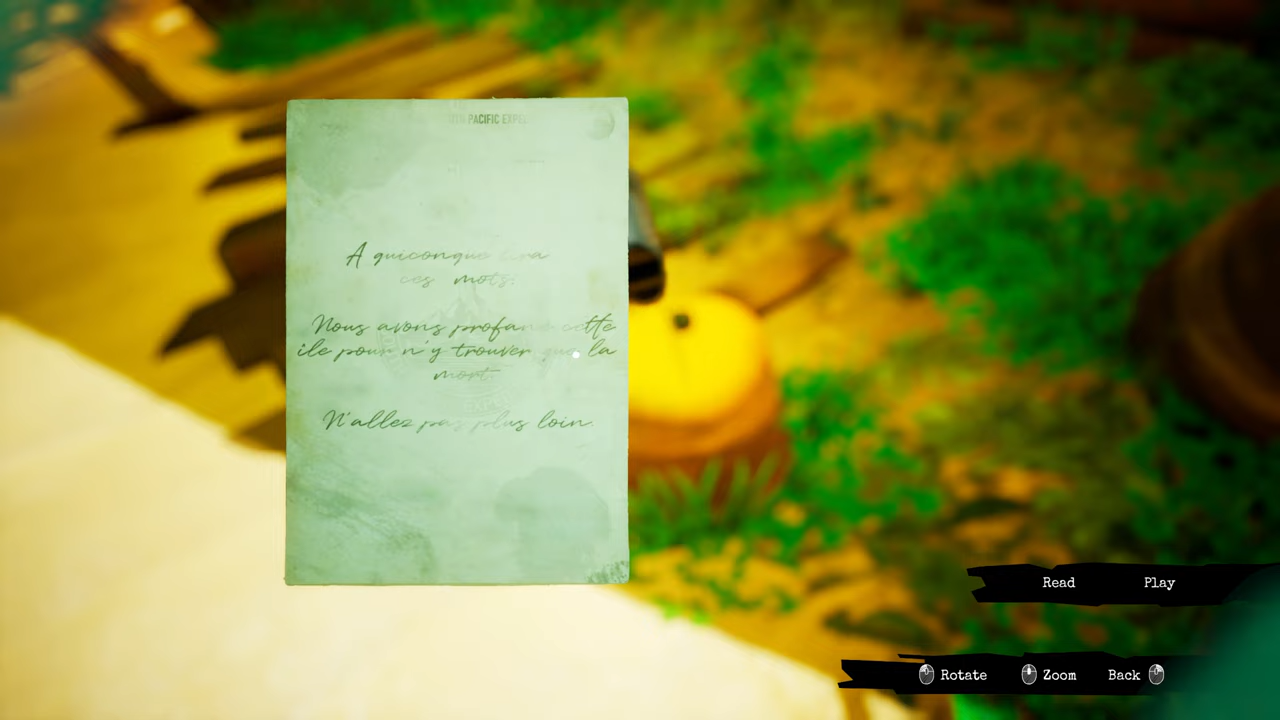 PACIFIC
A quiconque lira
ces mots:
Nous avons profané cette
île pour n'y trouver que la
mort.
N'allez pas plus loin.
Read Play
Rotate Zoom Back